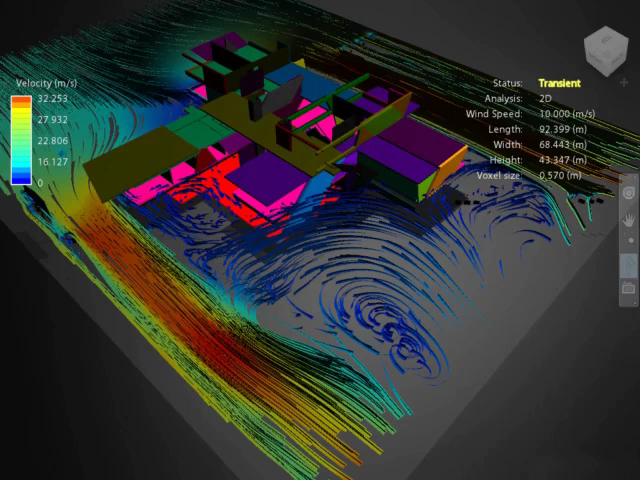 Velocity (m/s)
32.253
27.932
22.806
16.127
0
Status: Transient
Analysis: 2D
Wind Speed: 10.000 (m/s)
Length: 92.399 (m)
Width: 68.443 (m)
Height: 43.347 (m)
Voxel size: 0.570 (m)